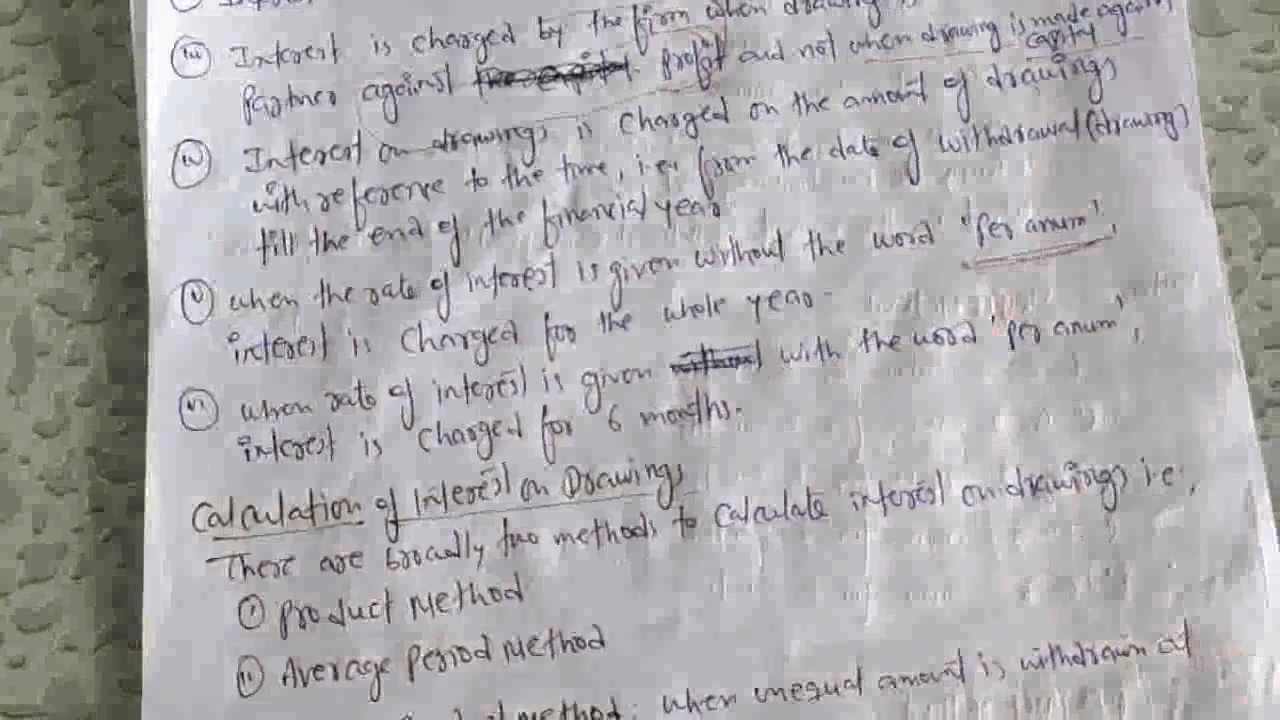 (iii) Interest is charged by the firm when drawing is
made against
Partner against profit and not when drawing is
capital
(iv) Interest on drawings is charged on the amount of drawings
with reference to the time, i.e. from the date of withdrawal (drawing)
till the end of the financial year.
(v) when the rate of interest is given without the word 'Per anum',
interest is charged for the whole year.
(vi) when rate of interest is given with the word 'per anum',
interest is charged for 6 months.
Calculation of Interest on Drawings
There are broadly two methods to calculate interest on drawings i.e.,
(i) Product Method
(ii) Average Period Method
method: when unequal amount is withdrawn at